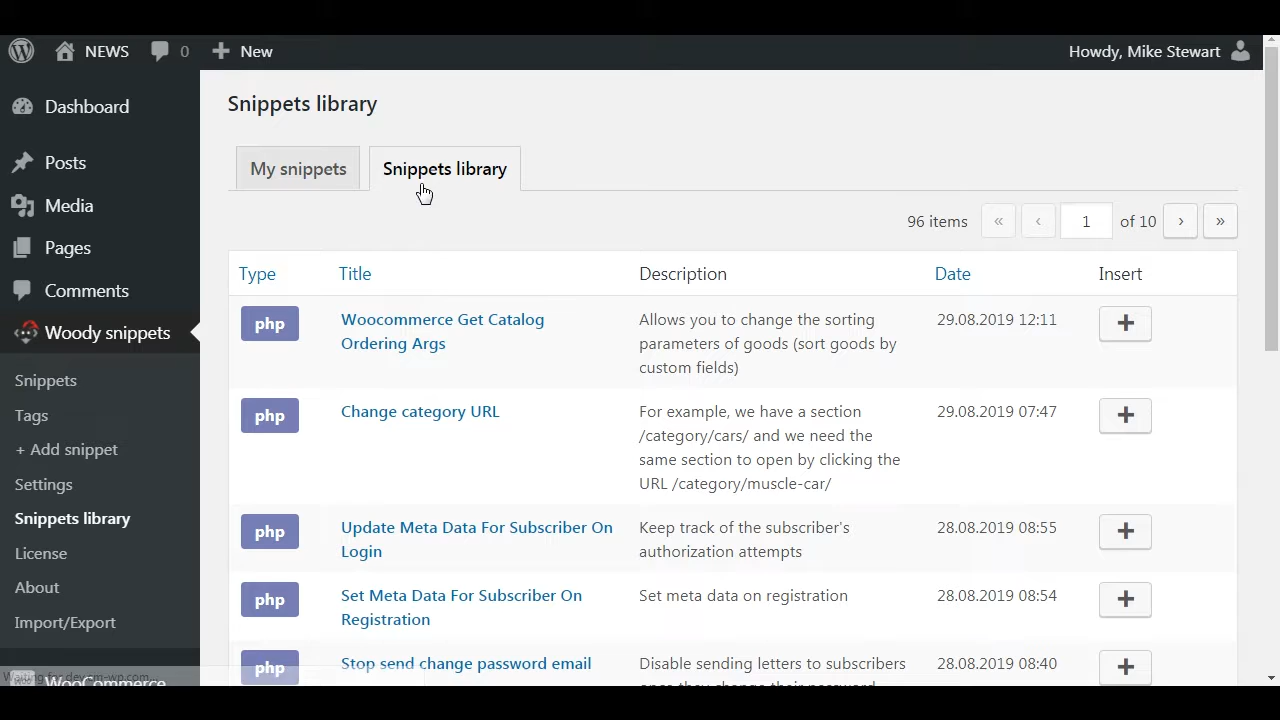 NEWS 0 New Howdy, Mike Stewart
Dashboard
Posts
Media
Pages
Comments
Woody snippets
Snippets
Tags
+ Add snippet
Settings
Snippets library
License
About
Import/Export
WooCommerce
Waiting for
Snippets library
My snippets Snippets library
96 items « ‹ 1 of 10 › »
Type Title Description Date Insert
php Woocommerce Get Catalog Allows you to change the sorting 29.08.2019 12:11 +
Ordering Args parameters of goods (sort goods by
custom fields)
php Change category URL For example, we have a section 29.08.2019 07:47 +
/category/cars/ and we need the
same section to open by clicking the
URL /category/muscle-car/
php Update Meta Data For Subscriber On Keep track of the subscriber's 28.08.2019 08:55 +
Login authorization attempts
php Set Meta Data For Subscriber On Set meta data on registration 28.08.2019 08:54 +
Registration
php Stop send change password email Disable sending letters to subscribers 28.08.2019 08:40 +
once they change their password